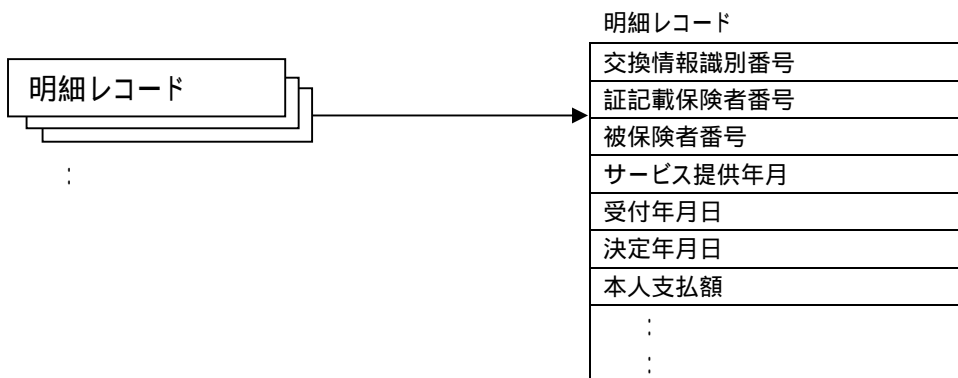 明細レコード
明細レコード
:
交換情報識別番号
証記載保険者番号
被保険者番号
サービス提供年月
受付年月日
決定年月日
本人支払額
:
: